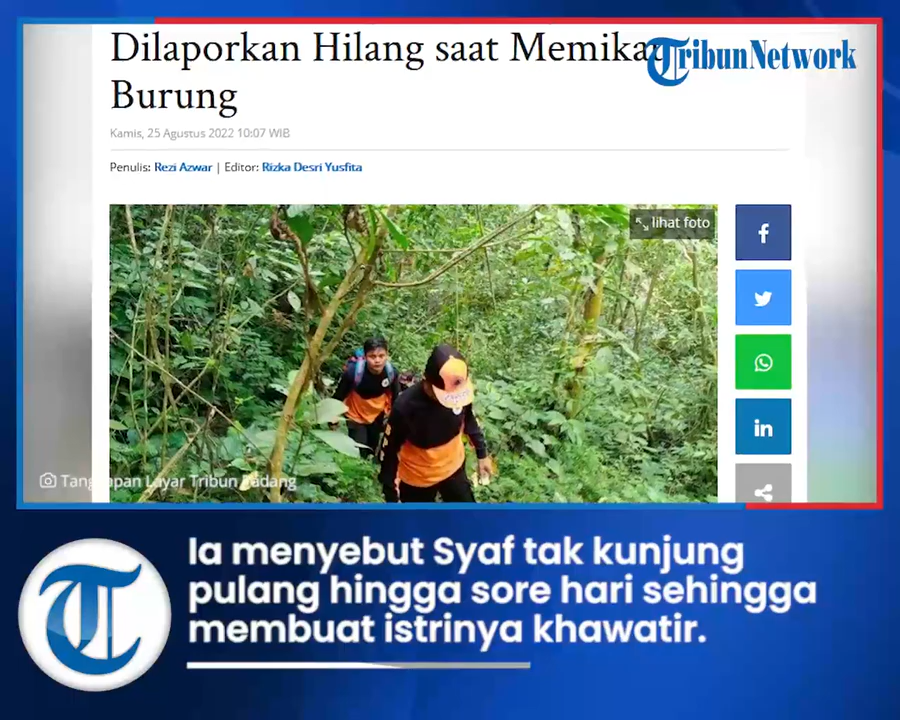 Dilaporkan Hilang saat Memikat
TribunNetwork
Burung
Kamis, 25 Agustus 2022 10:07 WIB
Penulis: Rezi Azwar | Editor: Rizka Desri Yusfita
lihat foto
Layar Tribun Padang
Ia menyebut Syaf tak kunjung
pulang hingga sore hari sehingga
membuat istrinya khawatir.